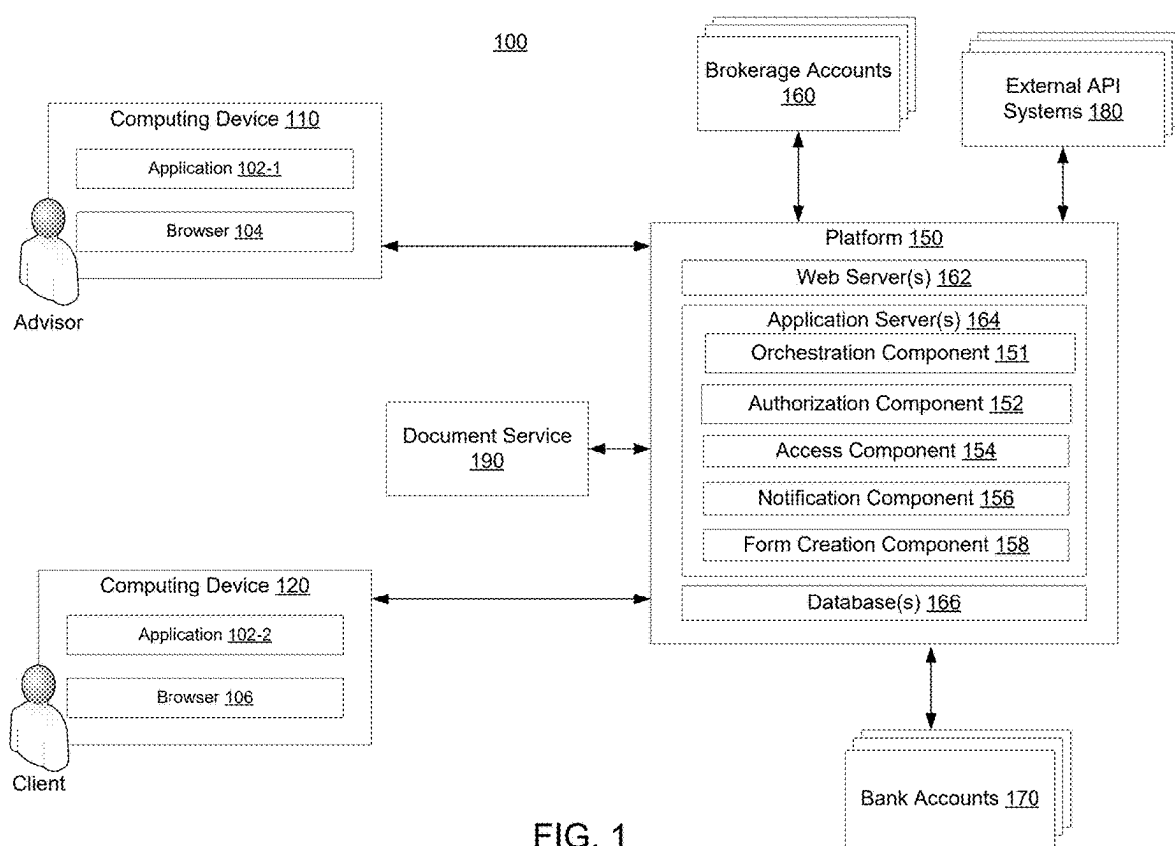 100
Brokerage Accounts
160
External API
Systems 180
Computing Device 110
Application 102-1
Browser 104
Advisor
Platform 150
Web Server(s) 162
Application Server(s) 164
Orchestration Component 151
Authorization Component 152
Access Component 154
Notification Component 156
Form Creation Component 158
Database(s) 166
Document Service
190
Computing Device 120
Application 102-2
Browser 106
Client
Bank Accounts 170
FIG. 1